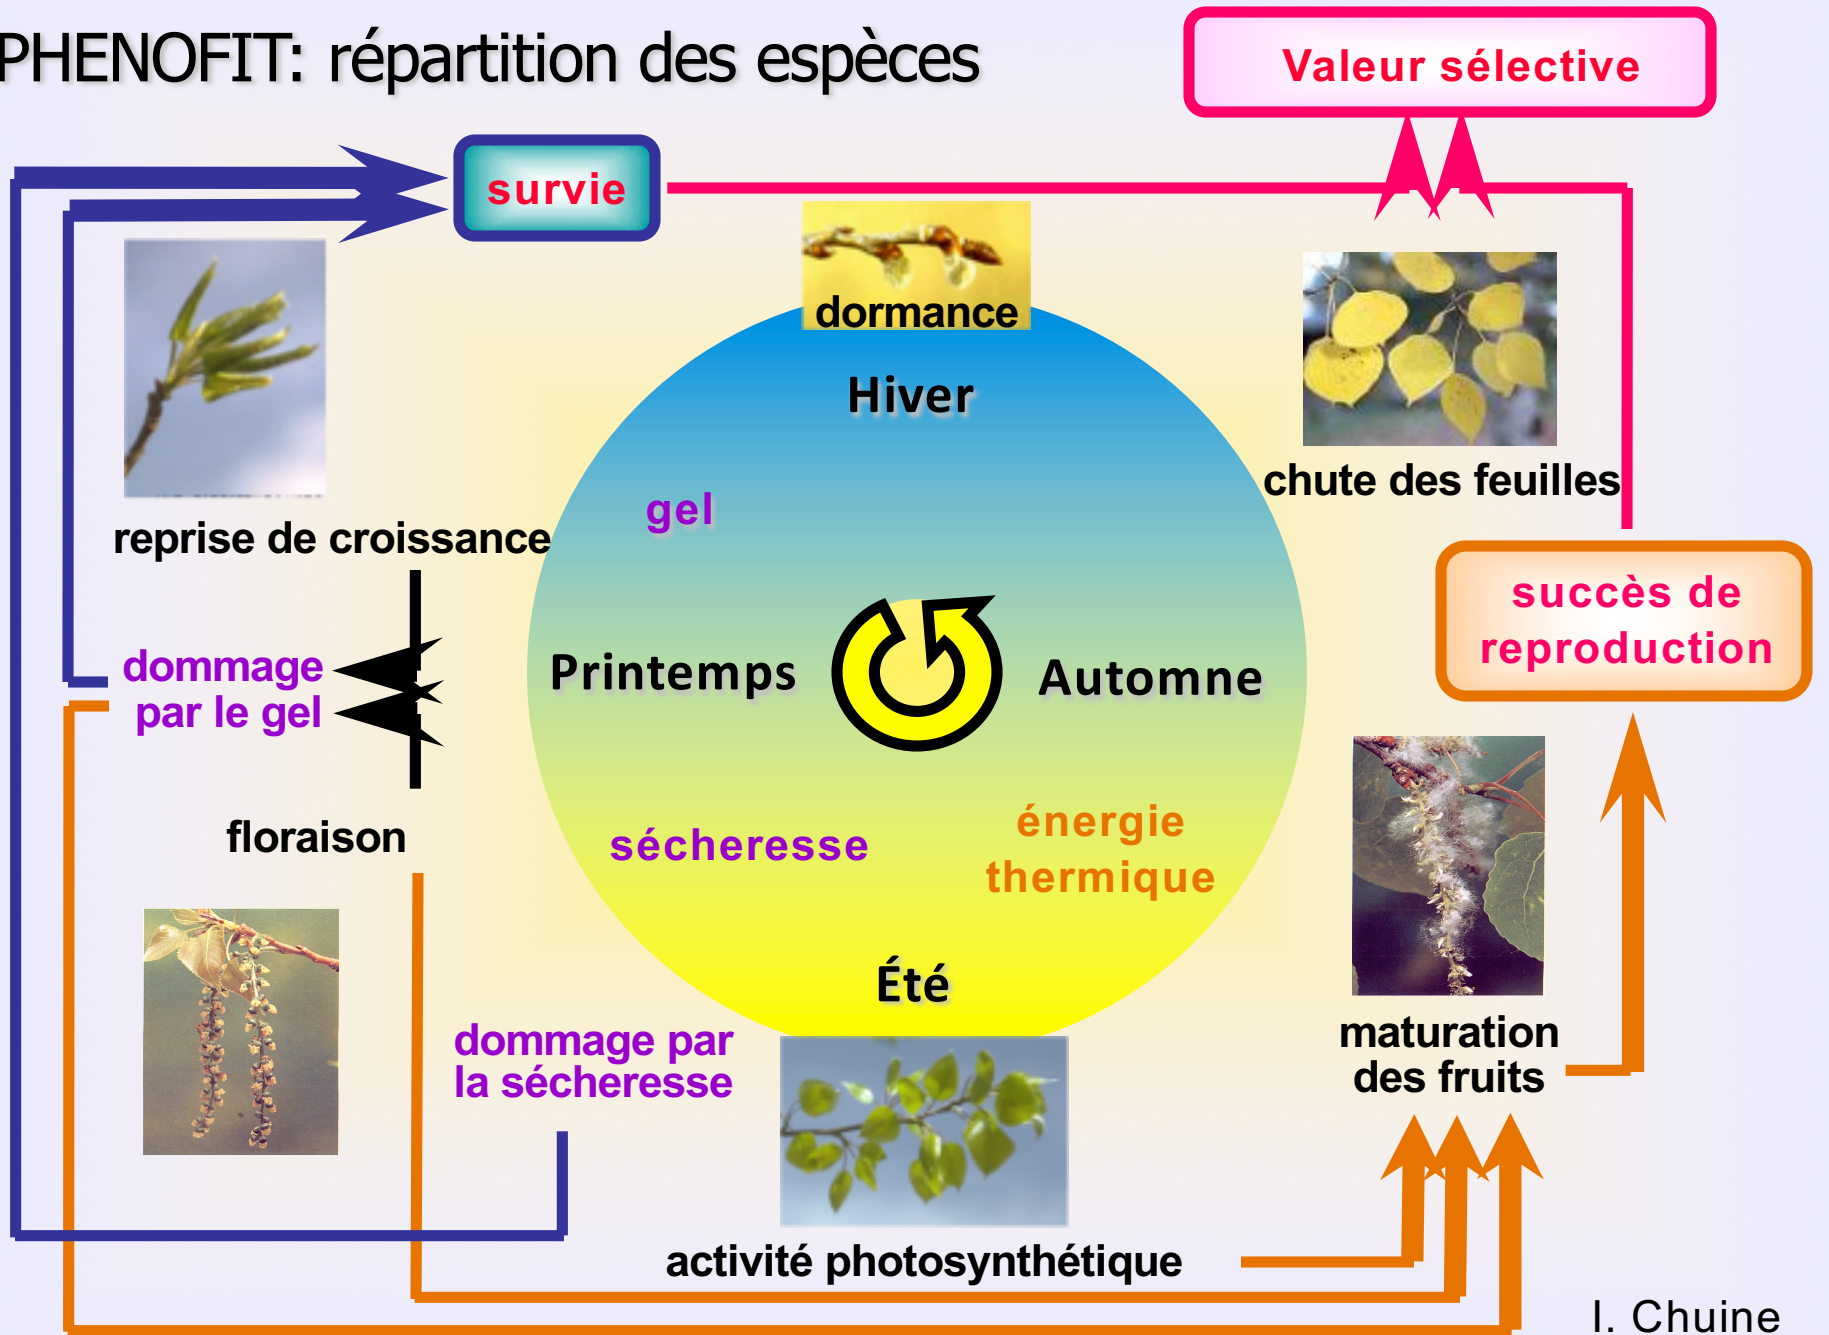 PHENOFIT: répartition des espèces
Valeur sélective
survie
dormance
Hiver
chute des feuilles
gel
reprise de croissance
succès de
reproduction
dommage
par le gel
Printemps
Automne
floraison
sécheresse
énergie
thermique
Été
dommage par
la sécheresse
maturation
des fruits
activité photosynthétique
I. Chuine